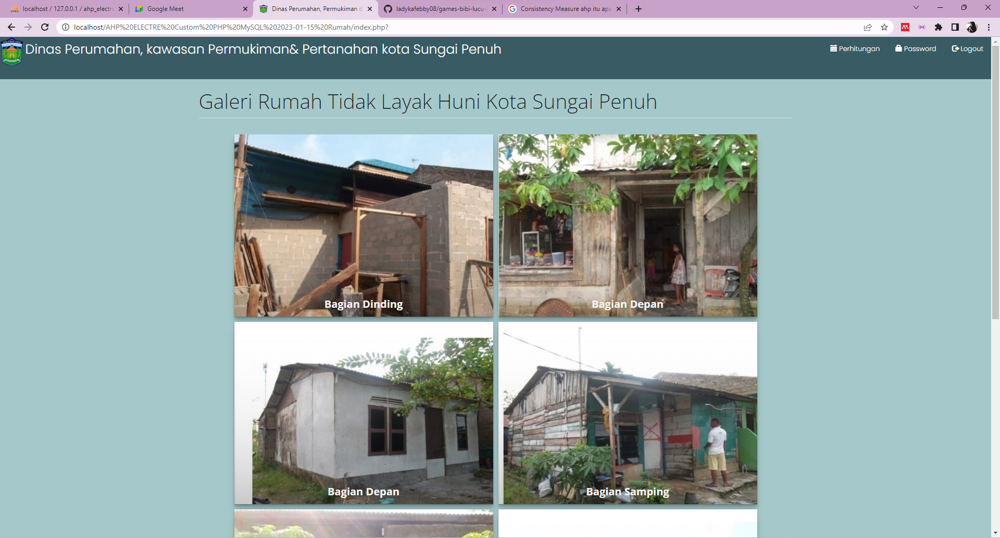 localhost / 127.0.0.1 / ahp_electre
Google Meet
Dinas Perumahan, Permukiman d
ladykafebby08/games-bibi-lucu-
Consistency Measure ahp itu apa
localhost/AHP%20ELECTRE%20Custom%20PHP%20MySQL%202023-01-15%20Rumah/index.php?
Dinas Perumahan, kawasan Permukiman& Pertanahan kota Sungai Penuh
Perhitungan
Password
Logout
Galeri Rumah Tidak Layak Huni Kota Sungai Penuh
Bagian Dinding
Bagian Depan
Bagian Depan
Bagian Samping